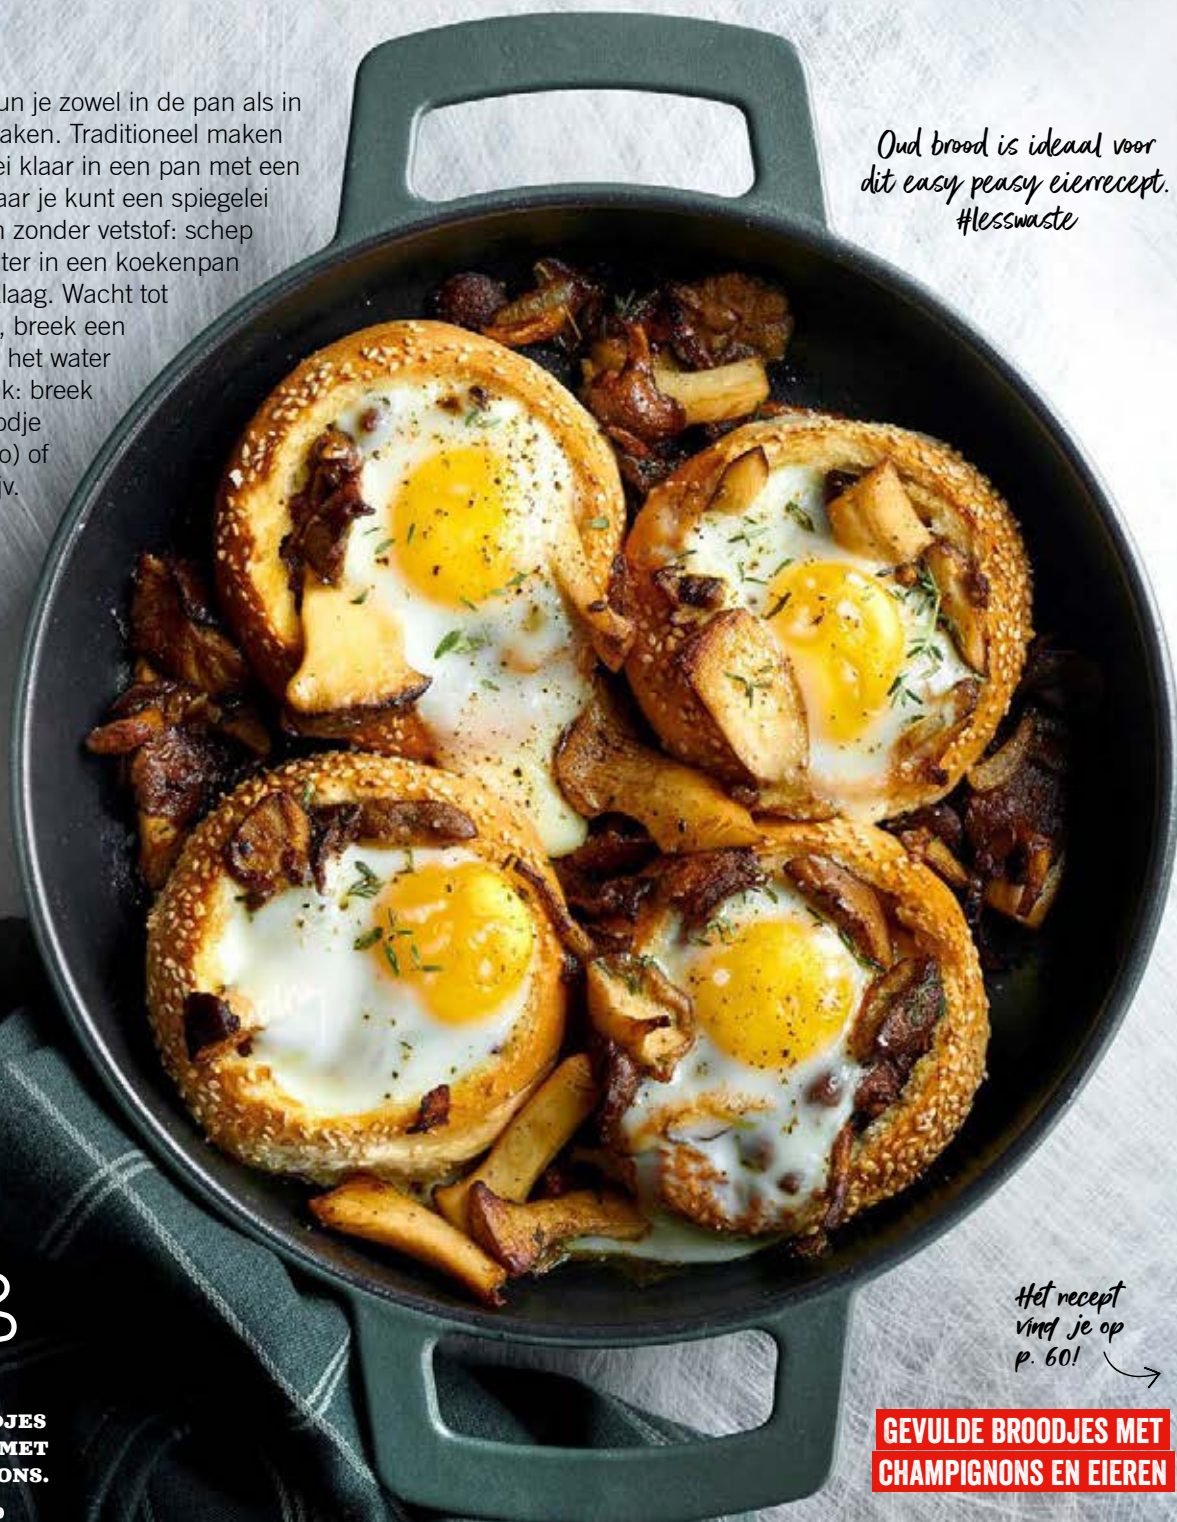 un je zowel in de pan als in
aken. Traditioneel maken
ei klaar in een pan met een
aar je kunt een spiegelei
n zonder vetstof: schep
ter in een koekenpan
laag. Wacht tot
, breek een
het water
k: breek
odje
o) of
jv.
Oud brood is ideaal voor
dit easy peasy eierrecept.
#lesswaste
DJES
MET
ONS.
Het recept
vind je op
p. 60!
GEVULDE BROODJES MET
CHAMPIGNONS EN EIEREN